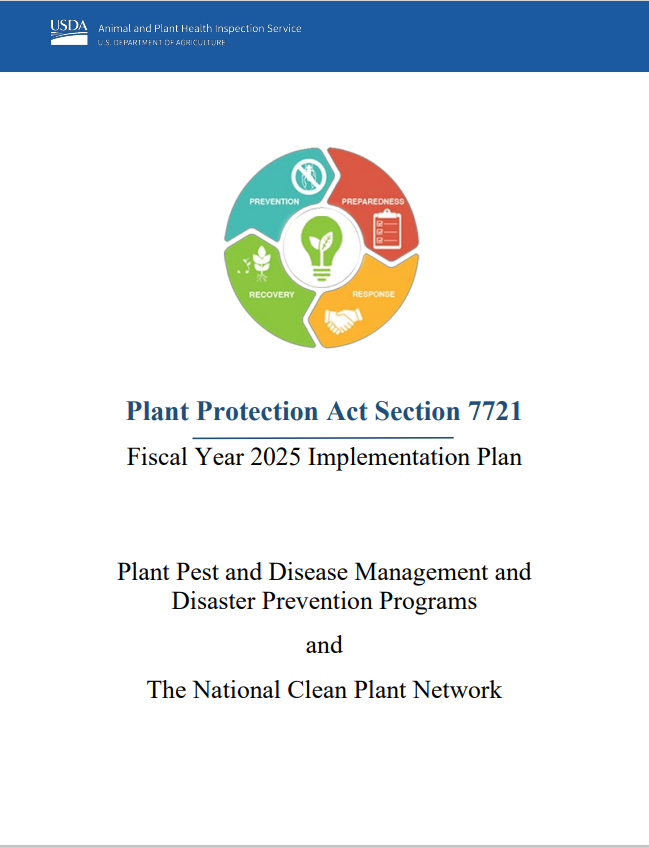 USDA
Animal and Plant Health Inspection Service
U.S. DEPARTMENT OF AGRICULTURE
PREVENTION
PREPAREDNESS
RECOVERY
RESPONSE
Plant Protection Act Section 7721
Fiscal Year 2025 Implementation Plan
Plant Pest and Disease Management and
Disaster Prevention Programs
and
The National Clean Plant Network